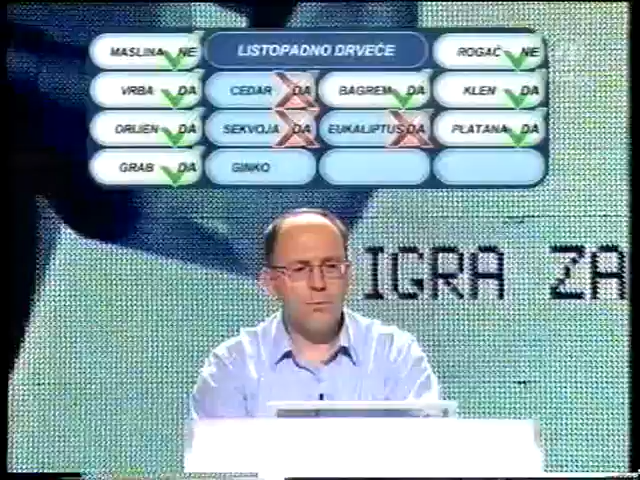 MASLINA NE LISTOPADNO DRVEĆE ROGAČ NE
VRBA DA CEDAR DA BAGREM DA KLEN DA
DRIJEN DA SEKVOJA DA EUKALIPTUS DA PLATANA DA
GRAB DA GINKO
IGRA ZA